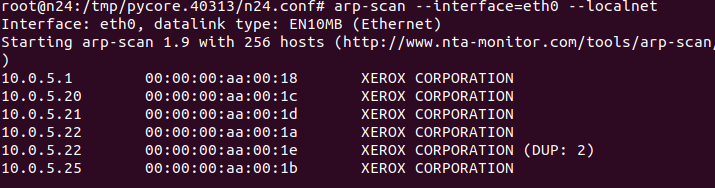 root@n24:/tmp/pycore.40313/n24.conf# arp-scan --interface=eth0 --localnet
Interface: eth0, datalink type: EN10MB (Ethernet)
Starting arp-scan 1.9 with 256 hosts (http://www.nta-monitor.com/tools/arp-scan/
)
10.0.5.1 00:00:00:aa:00:18 XEROX CORPORATION
10.0.5.20 00:00:00:aa:00:1c XEROX CORPORATION
10.0.5.21 00:00:00:aa:00:1d XEROX CORPORATION
10.0.5.22 00:00:00:aa:00:1a XEROX CORPORATION
10.0.5.22 00:00:00:aa:00:1e XEROX CORPORATION (DUP: 2)
10.0.5.25 00:00:00:aa:00:1b XEROX CORPORATION